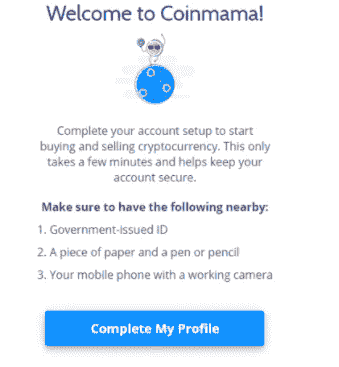 Welcome to Coinmama!
Complete your account setup to start
buying and selling cryptocurrency. This only
takes a few minutes and helps keep your
account secure.
Make sure to have the following nearby:
1. Government-issued ID
2. A piece of paper and a pen or pencil
3. Your mobile phone with a working camera
Complete My Profile